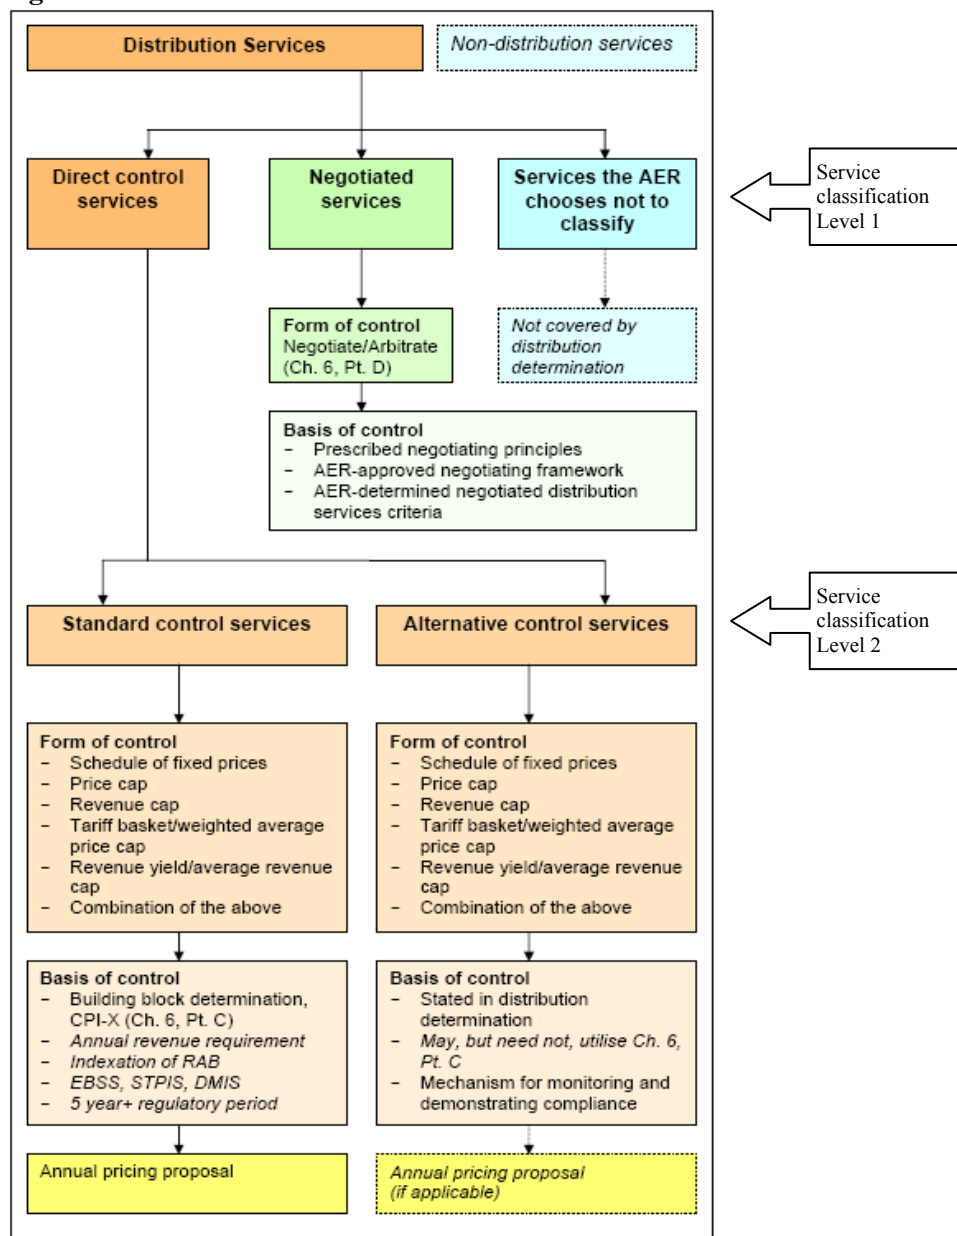 Distribution Services
Non-distribution services
Direct control
services
Negotiated
services
Services the AER
chooses not to
classify
Service
classification
Level 1
Form of control
Negotiate/Arbitrate
(Ch. 6, Pt. D)
Not covered by
distribution
determination
Basis of control
– Prescribed negotiating principles
– AER-approved negotiating framework
– AER-determined negotiated distribution
services criteria
Service
classification
Level 2
Standard control services
Alternative control services
Form of control
– Schedule of fixed prices
– Price cap
– Revenue cap
– Tariff basket/weighted average
price cap
– Revenue yield/average revenue
cap
– Combination of the above
Form of control
– Schedule of fixed prices
– Price cap
– Revenue cap
– Tariff basket/weighted average
price cap
– Revenue yield/average revenue
cap
– Combination of the above
Basis of control
– Building block determination,
CPI-X (Ch. 6, Pt. C)
– Annual revenue requirement
– Indexation of RAB
– EBSS, STPIS, DMIS
– 5 year+ regulatory period
Basis of control
– Stated in distribution
determination
– May, but need not, utilise Ch. 6,
Pt. C
– Mechanism for monitoring and
demonstrating compliance
Annual pricing proposal
Annual pricing proposal
(if applicable)